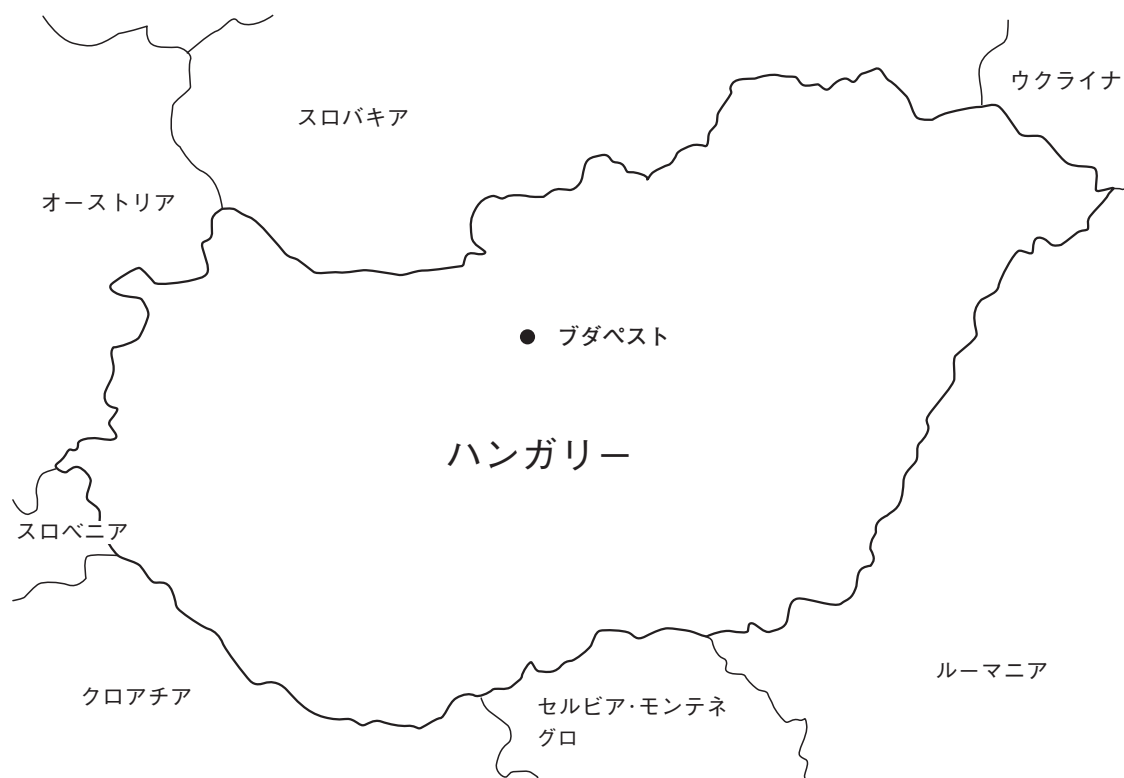 ウクライナ
スロバキア
オーストリア
ブダペスト
ハンガリー
スロベニア
ルーマニア
クロアチア
セルビア・モンテネ
グロ